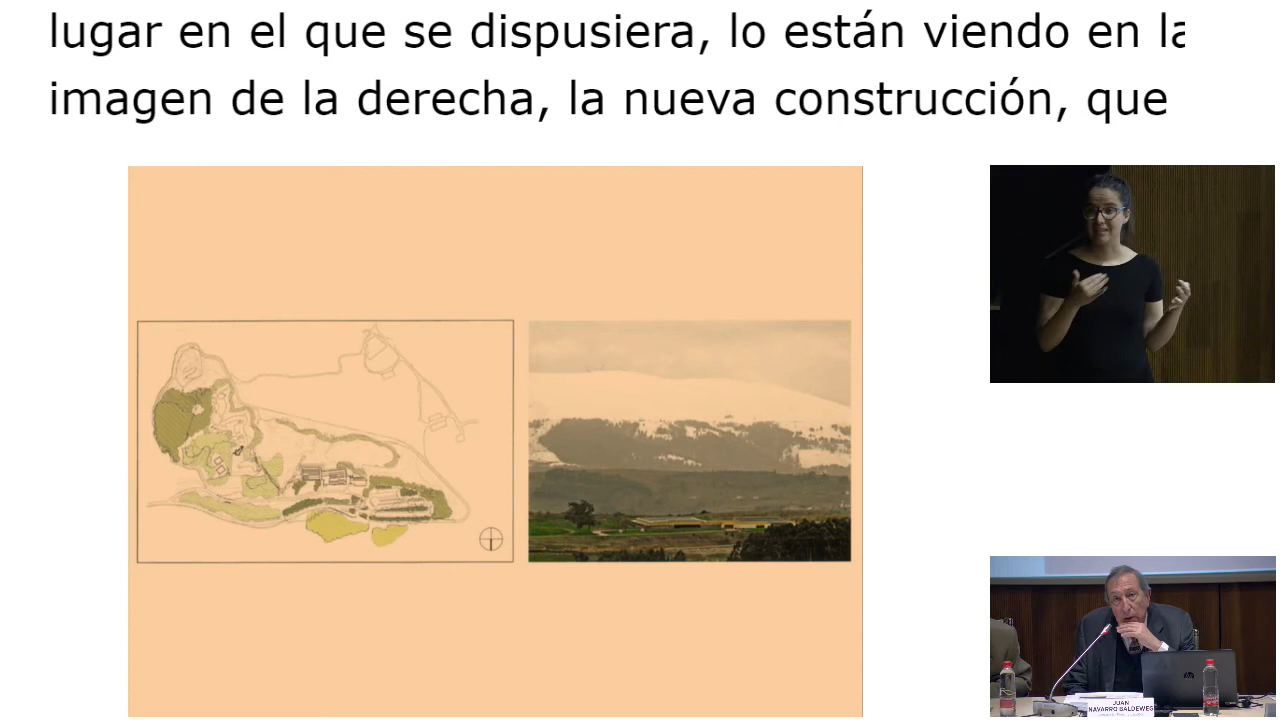 lugar en el que se dispusiera, lo están viendo en la
imagen de la derecha, la nueva construcción, que
JUAN
NAVARRO BALDEWEG